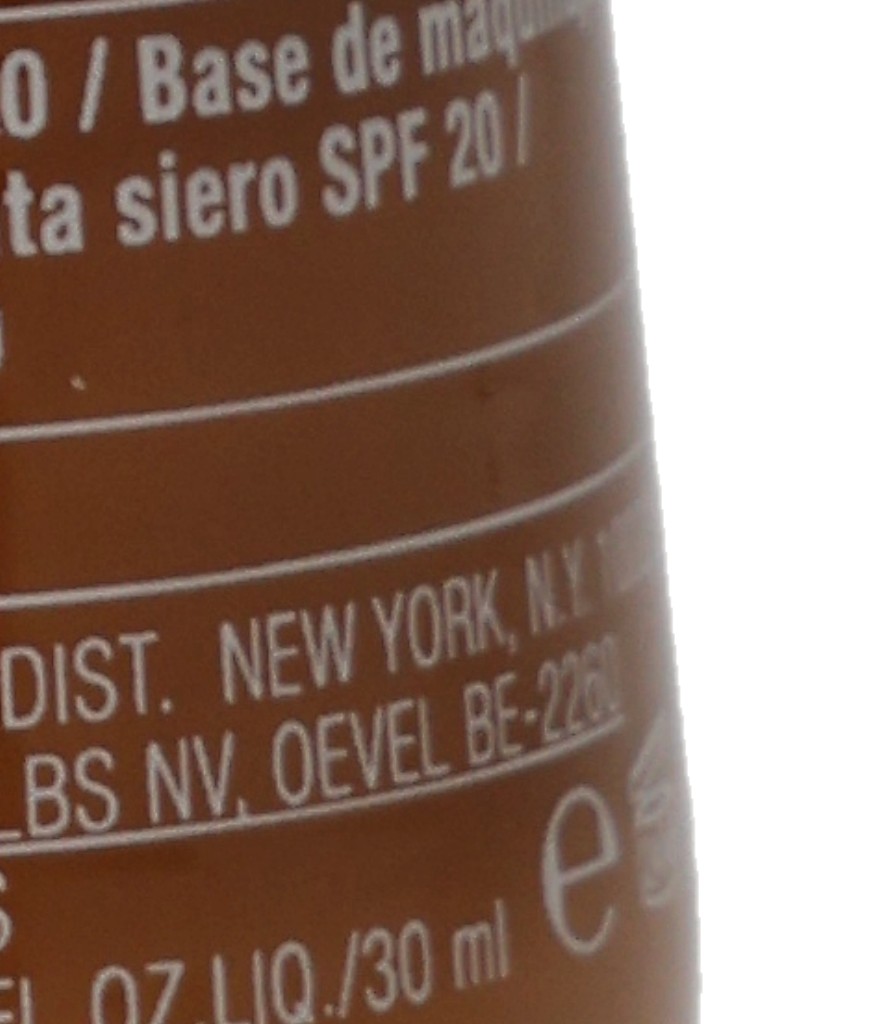 0 / Base de
ta siero SPF 20 /
DIST. NEW YORK, N.Y.
LBS NV, OEVEL BE-2260
e
OZ.LIQ./30 ml